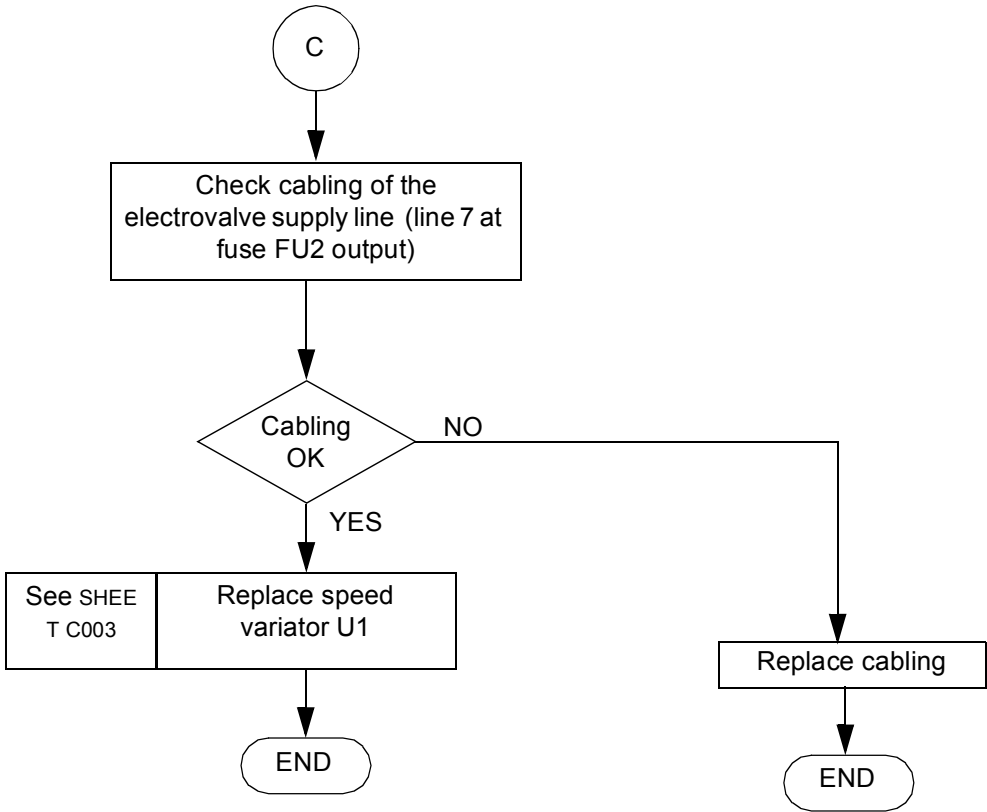 C
Check cabling of the
electrovalve supply line (line 7 at
fuse FU2 output)
Cabling
OK
NO
YES
See SHEE
T C003
Replace speed
variator U1
Replace cabling
END
END